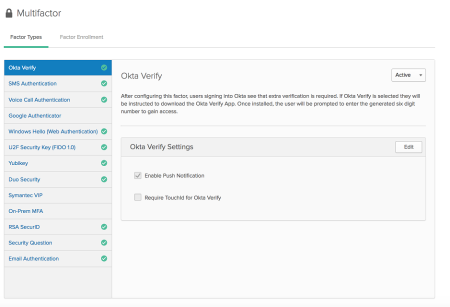 Multifactor
Factor Types
Factor Enrollment
Okta Verify
SMS Authentication
Voice Call Authentication
Google Authenticator
Windows Hello (Web Authentication)
U2F Security Key (FIDO 1.0)
Yubikey
Duo Security
Symantec VIP
On-Prem MFA
RSA SecurID
Security Question
Email Authentication
Okta Verify
Active
After configuring this factor, users signing into Okta see that extra verification is required. If Okta Verify is selected they will
be instructed to download the Okta Verify App. Once installed, the user will be prompted to enter the generated six digit
number to gain access.
Okta Verify Settings
Edit
Enable Push Notification
Require TouchId for Okta Verify